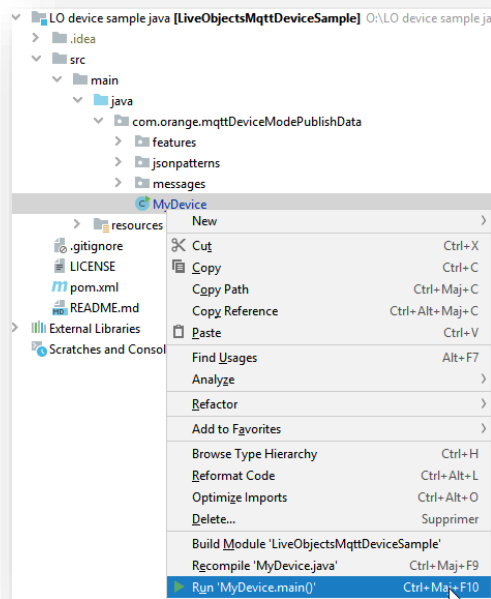 LO device sample java [LiveObjectsMqttDeviceSample] O:\LO device sample ja
.idea
src
main
java
com.orange.mqttDeviceModePublishData
features
jsonpatterns
messages
MyDevice
resources
.gitignore
LICENSE
pom.xml
README.md
External Libraries
Scratches and Consol
New
Cut Ctrl+X
Copy Ctrl+C
Copy Path Ctrl+Maj+C
Copy Reference Ctrl+Alt+Maj+C
Paste Ctrl+V
Find Usages Alt+F7
Analyze
Refactor
Add to Favorites
Browse Type Hierarchy Ctrl+H
Reformat Code Ctrl+Alt+L
Optimize Imports Ctrl+Alt+O
Delete... Supprimer
Build Module 'LiveObjectsMqttDeviceSample'
Recompile 'MyDevice.java' Ctrl+Maj+F9
Run 'MyDevice.main()' Ctrl+Maj+F10